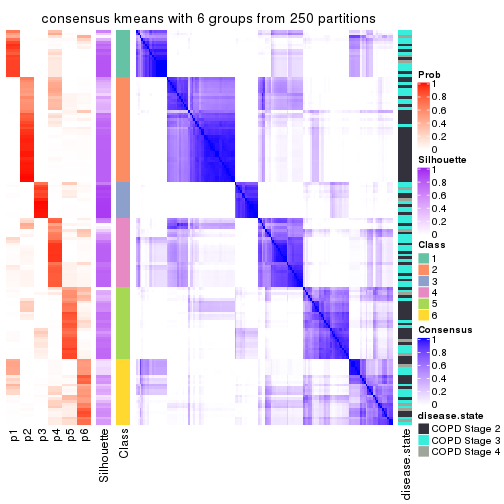 consensus kmeans with 6 groups from 250 partitions
Prob
1
0.8
0.6
0.4
0.2
0
Silhouette
1
0.8
0.6
0.4
0.2
0
Class
1
2
3
4
5
6
Consensus
1
0.8
0.6
0.4
0.2
0
disease.state
COPD Stage 2
COPD Stage 3
COPD Stage 4
p1
p2
p3
p4
p5
p6
Silhouette
Class
disease.state